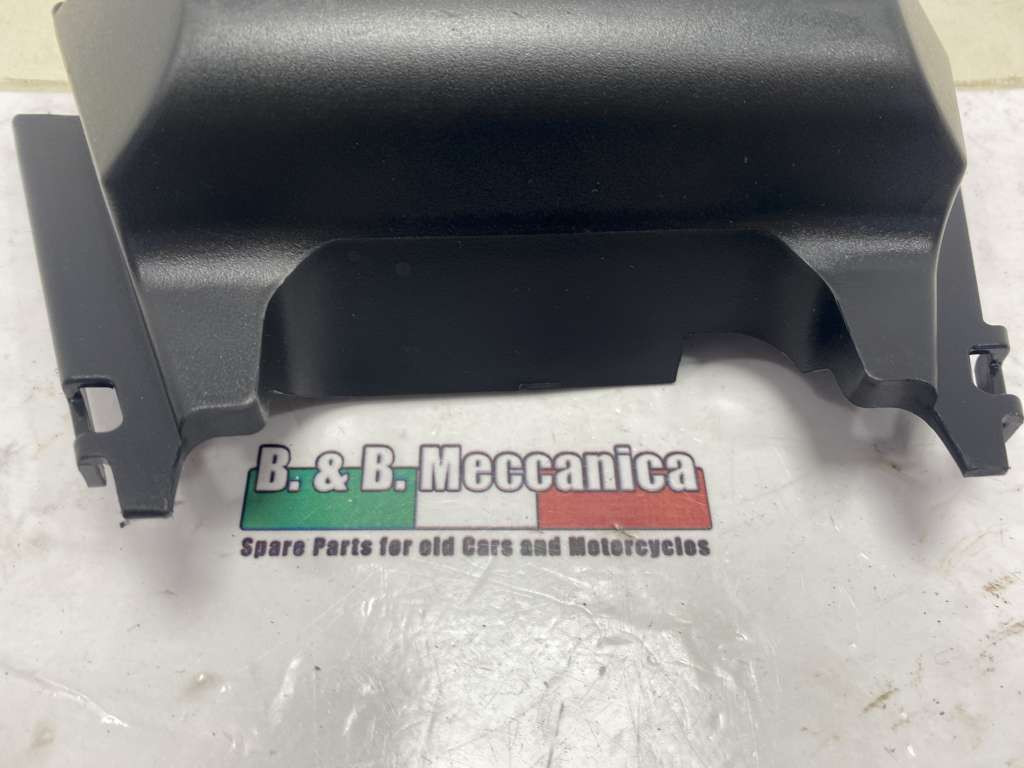 B. & B. Meccanica
Spare Parts for old Cars and Motorcycles